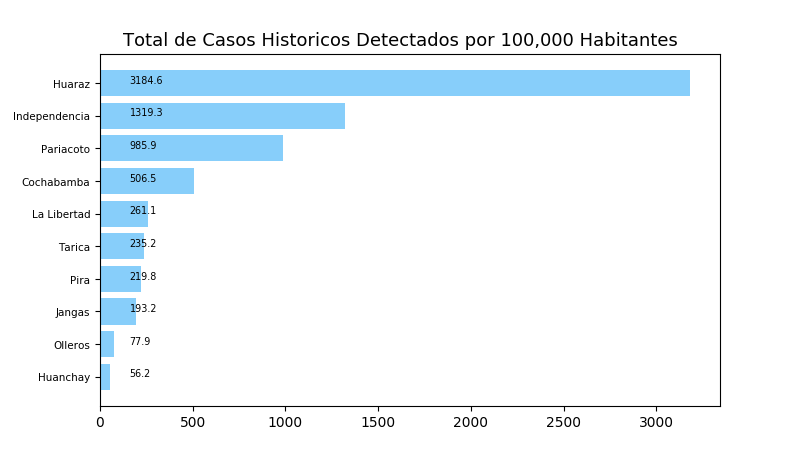 Total de Casos Historicos Detectados por 100,000 Habitantes
Huaraz 3184.6
Independencia 1319.3
Pariacoto 985.9
Cochabamba 506.5
La Libertad 261.1
Tarica 235.2
Pira 219.8
Jangas 193.2
Olleros 77.9
Huanchay 56.2
0 500 1000 1500 2000 2500 3000